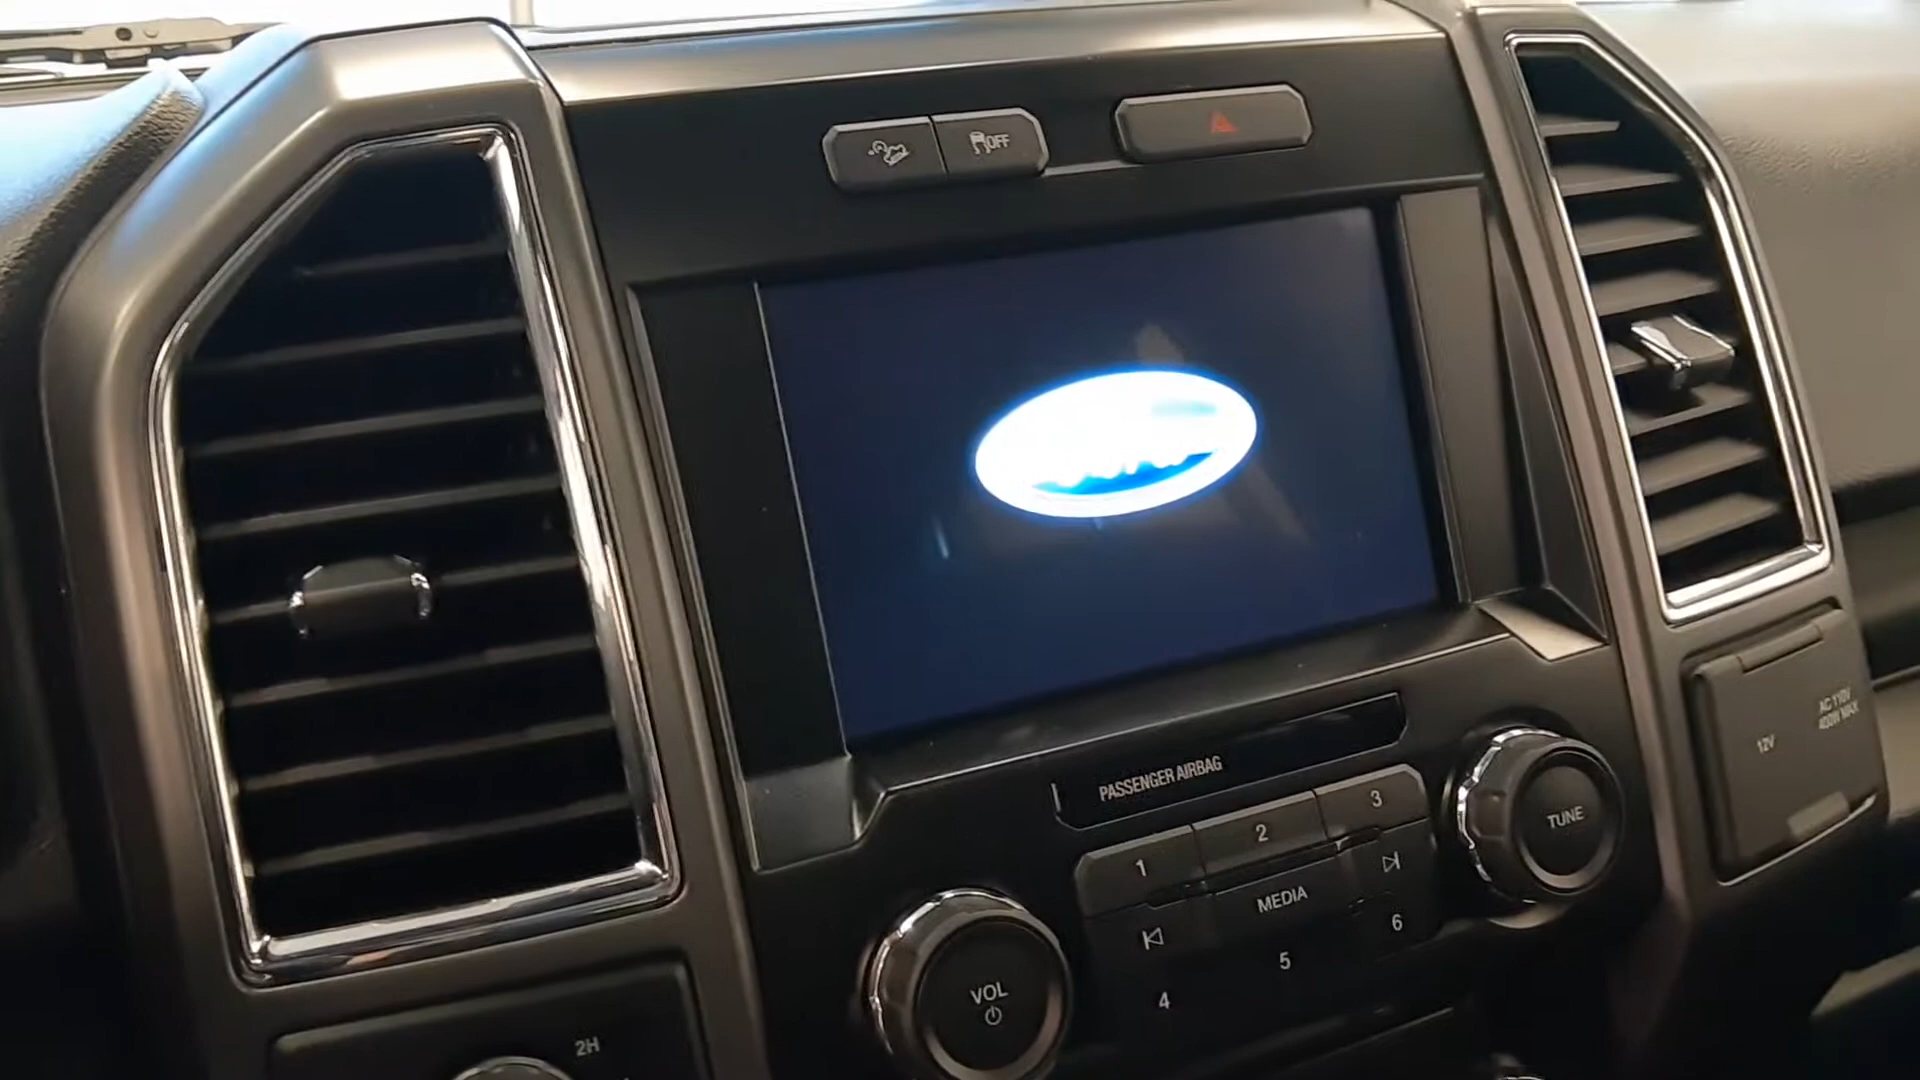 OFF
PASSENGER AIRBAG
AC 110V
400W MAX
12V
1
2
3
TUNE
MEDIA
VOL
4
5
6
2H